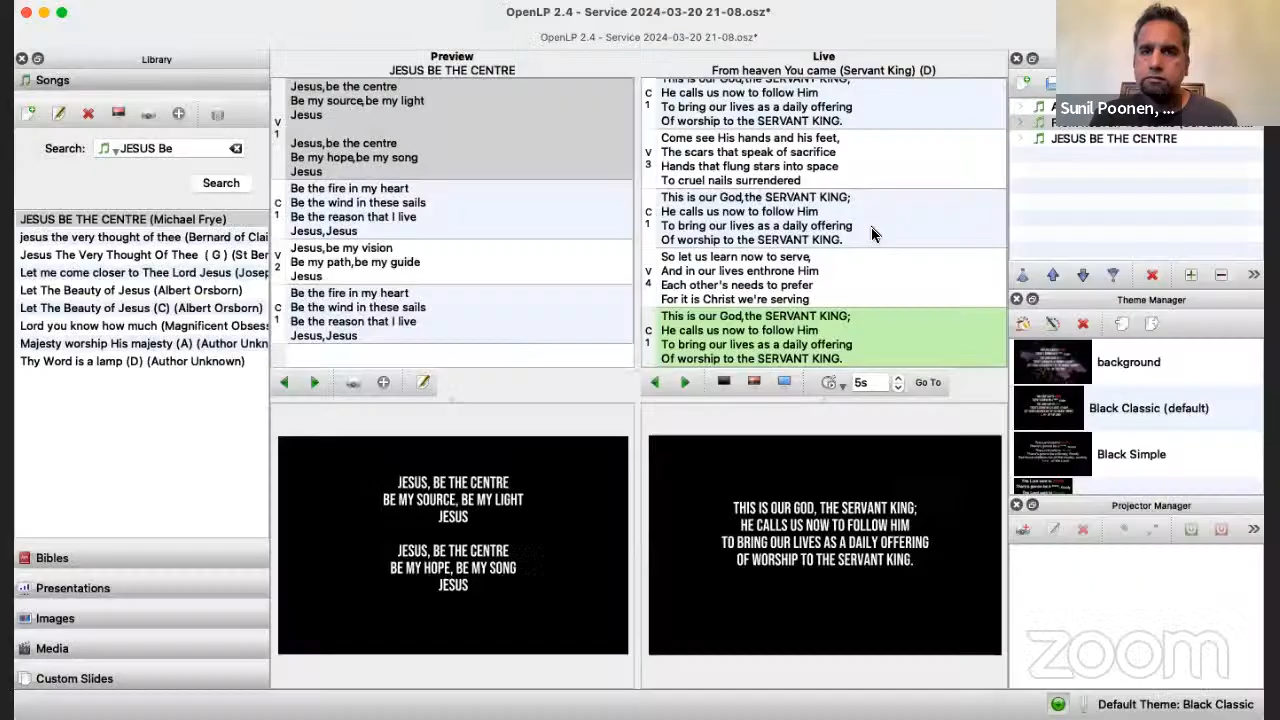 OpenLP 2.4 - Service 2024-03-20 21-08.osz*
OpenLP 2.4 - Service 2024-03-20 21-08.osz*
Library
Songs
Search: JESUS Be
Search
JESUS BE THE CENTRE (Michael Frye)
jesus the very thought of thee (Bernard of Clai
Jesus The Very Thought Of Thee ( G ) (St Ber
Let me come closer to Thee Lord Jesus (Josep
Let The Beauty of Jesus (Albert Orsborn)
Let The Beauty of Jesus (C) (Albert Orsborn)
Lord you know how much (Magnificent Obses
Majesty worship His majesty (A) (Author Unkn
Thy Word is a lamp (D) (Author Unknown)
Bibles
Presentations
Images
Media
Custom Slides
Preview
JESUS BE THE CENTRE
V
1
Jesus,be the centre
Be my source,be my light
Jesus
Jesus,be the centre
Be my hope,be my song
Jesus
C
1
Be the fire in my heart
Be the wind in these sails
Be the reason that I live
Jesus,Jesus
V
2
Jesus,be my vision
Be my path,be my guide
Jesus
C
1
Be the fire in my heart
Be the wind in these sails
Be the reason that I live
Jesus,Jesus
JESUS, BE THE CENTRE
BE MY SOURCE, BE MY LIGHT
JESUS
JESUS, BE THE CENTRE
BE MY HOPE, BE MY SONG
JESUS
Live
From heaven You came (Servant King) (D)
C
1
This is our God,the SERVANT KING;
He calls us now to follow Him
To bring our lives as a daily offering
Of worship to the SERVANT KING.
V
3
Come see His hands and his feet,
The scars that speak of sacrifice
Hands that flung stars into space
To cruel nails surrendered
C
1
This is our God,the SERVANT KING;
He calls us now to follow Him
To bring our lives as a daily offering
Of worship to the SERVANT KING.
V
4
So let us learn now to serve,
And in our lives enthrone Him
Each other's needs to prefer
For it is Christ we're serving
C
1
This is our God,the SERVANT KING;
He calls us now to follow Him
To bring our lives as a daily offering
Of worship to the SERVANT KING.
5s
Go To
THIS IS OUR GOD, THE SERVANT KING;
HE CALLS US NOW TO FOLLOW HIM
TO BRING OUR LIVES AS A DAILY OFFERING
OF WORSHIP TO THE SERVANT KING.
Sunil Poonen, ...
JESUS BE THE CENTRE
Theme Manager
background
Black Classic (default)
Black Simple
Projector Manager
zoom
Default Theme: Black Classic